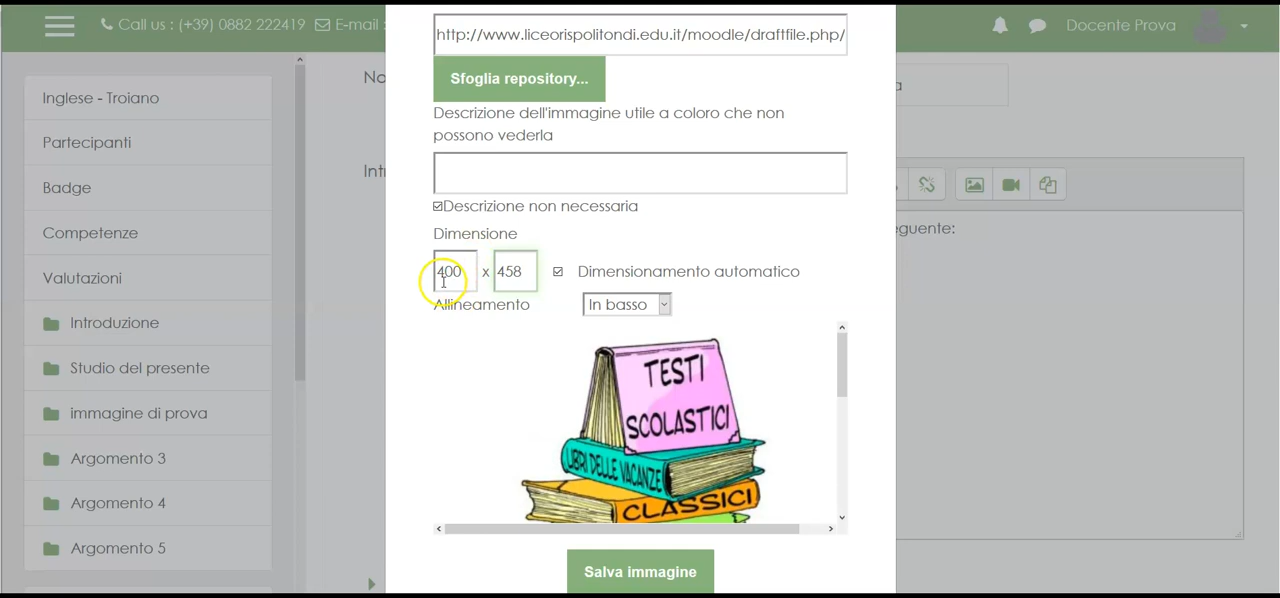 Call us : (+39) 0882 222419 E-mail :
Docente Prova
Inglese - Troiano
Partecipanti
Badge
Competenze
Valutazioni
Introduzione
Studio del presente
immagine di prova
Argomento 3
Argomento 4
Argomento 5
No
Int
http://www.liceorispolitondi.edu.it/moodle/draftfile.php/
Sfoglia repository...
Descrizione dell'immagine utile a coloro che non
possono vederla
Descrizione non necessaria
Dimensione
400 x 458 Dimensionamento automatico
Allineamento In basso
TESTI
SCOLASTICI
LIBRI DELLE VACANZE
CLASSICI
Salva immagine
a
eguente: